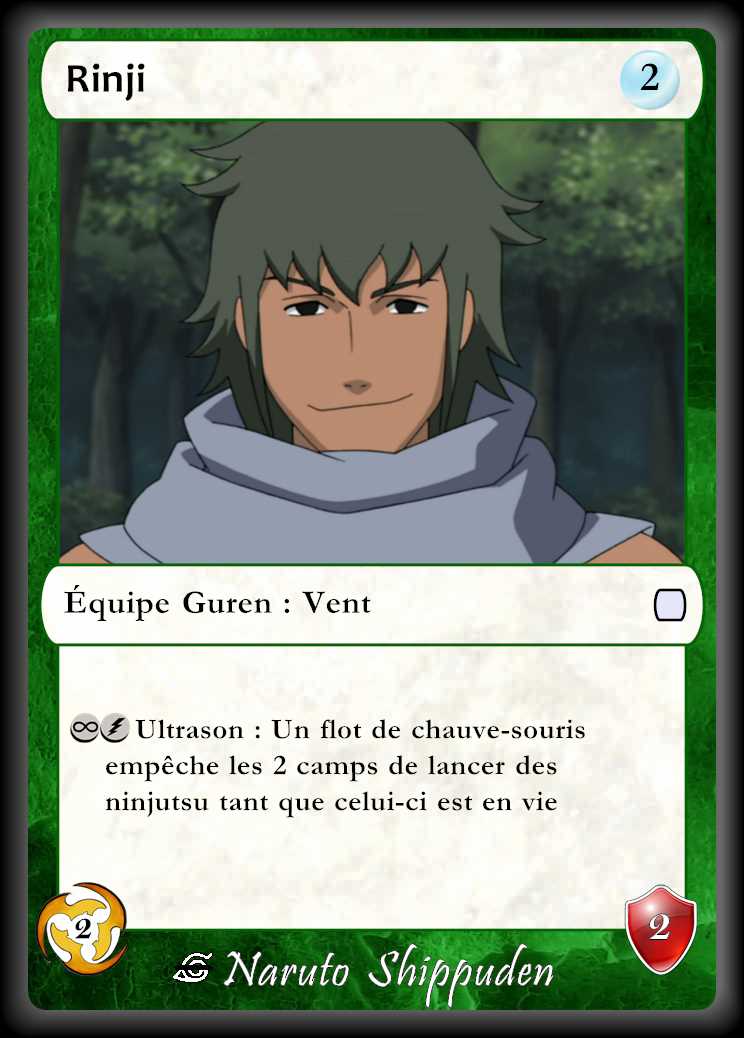 Rinji
2
Équipe Guren : Vent
Ultrason : Un flot de chauve-souris
empêche les 2 camps de lancer des
ninjutsu tant que celui-ci est en vie
2
2
Naruto Shippuden